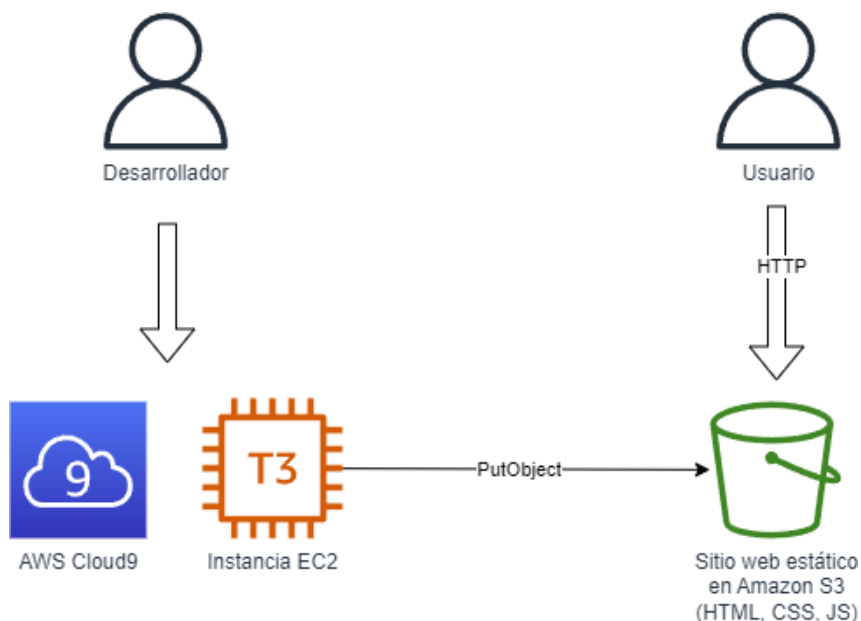 Desarrollador
Usuario
HTTP
9
T3
PutObject
AWS Cloud9
Instancia EC2
Sitio web estático
en Amazon S3
(HTML, CSS, JS)